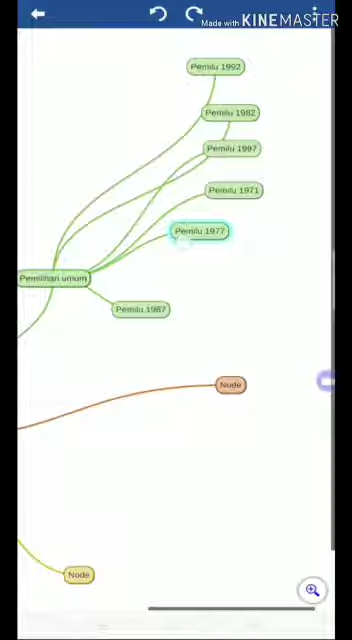 Made with KINEMASTER
Pemilu 1992
Pemilu 1982
Pemilu 1997
Pemilu 1971
Pemilu 1977
Pemilihan umum
Pemilu 1987
Node
Node